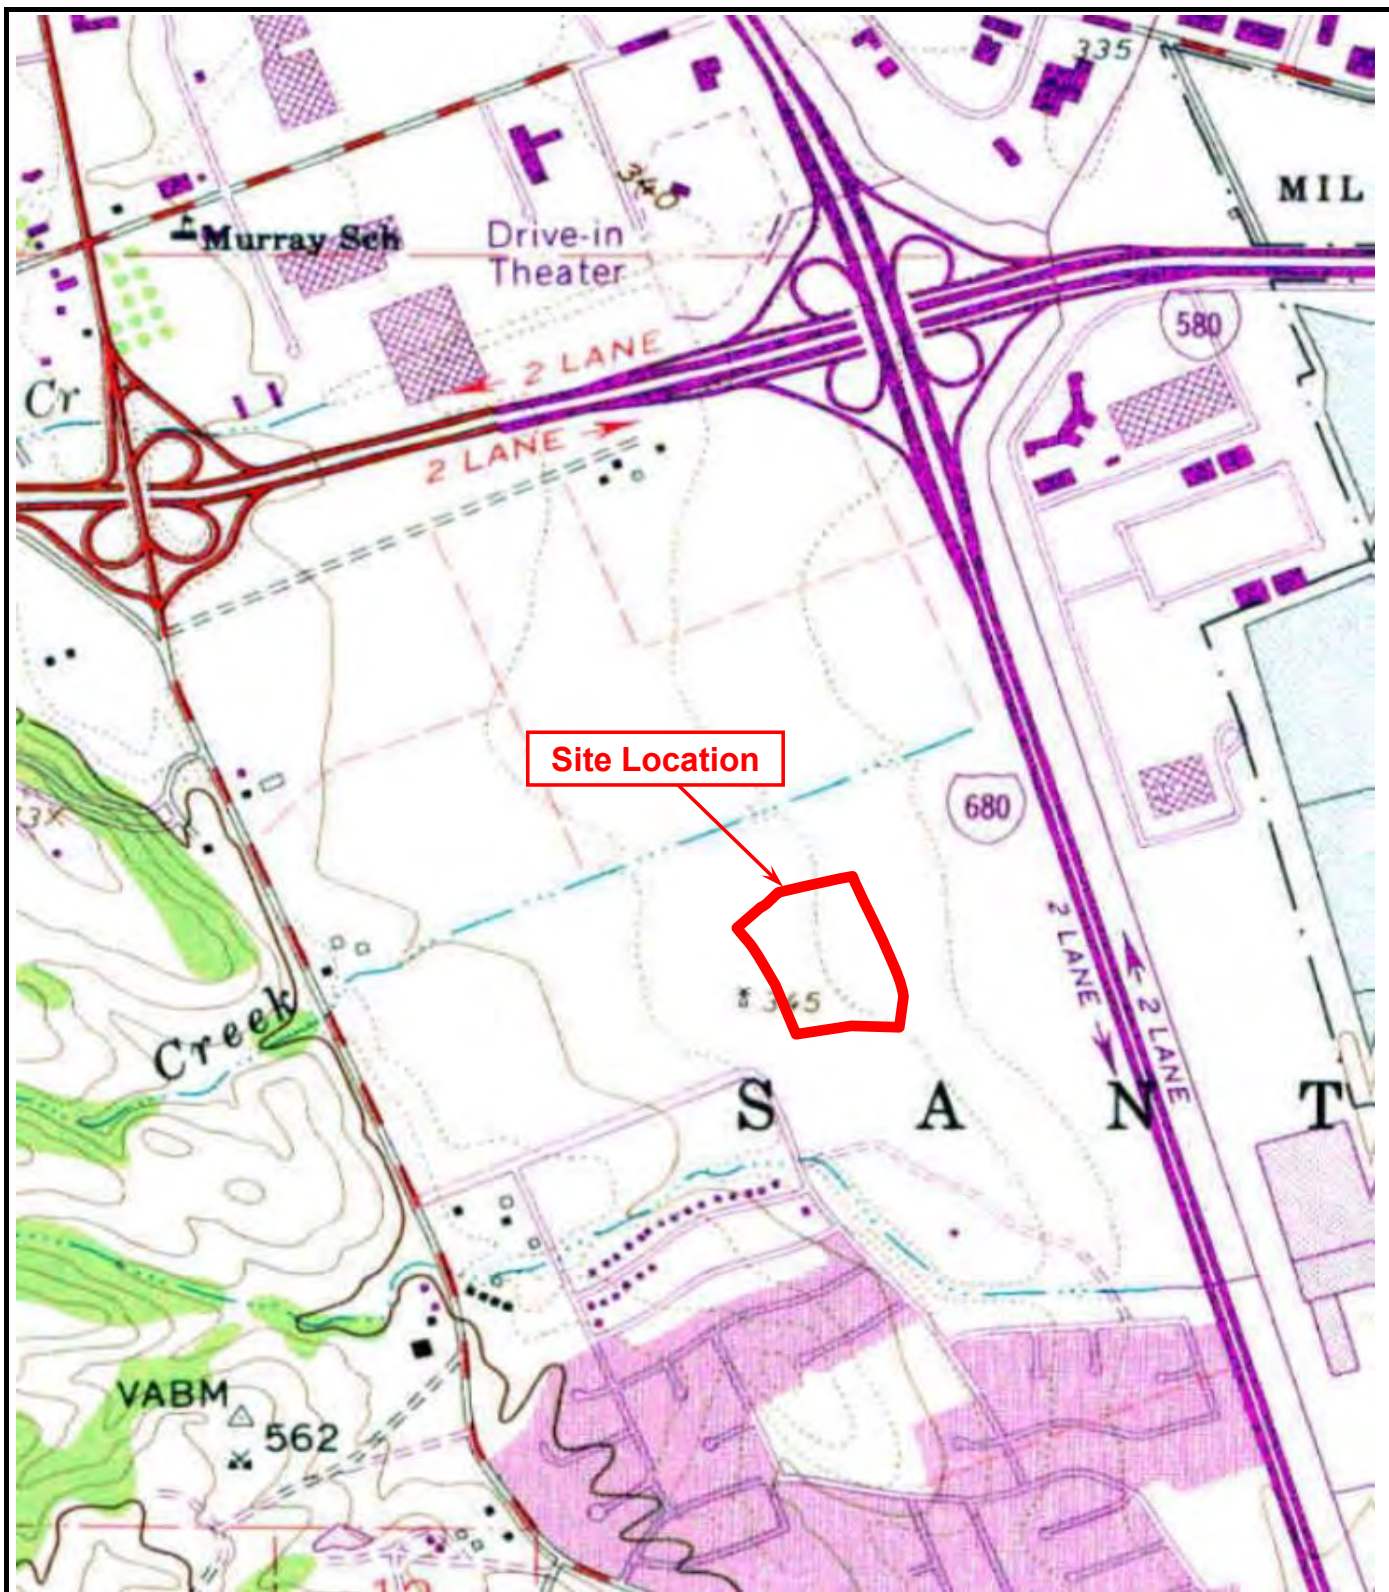 335
MIL
340
Murray Sch
Drive-in
Theater
580
2 LANE
Cr
2 LANE
Site Location
680
2 LANE
2 LANE
345
Creek
S A N T
VABM
562